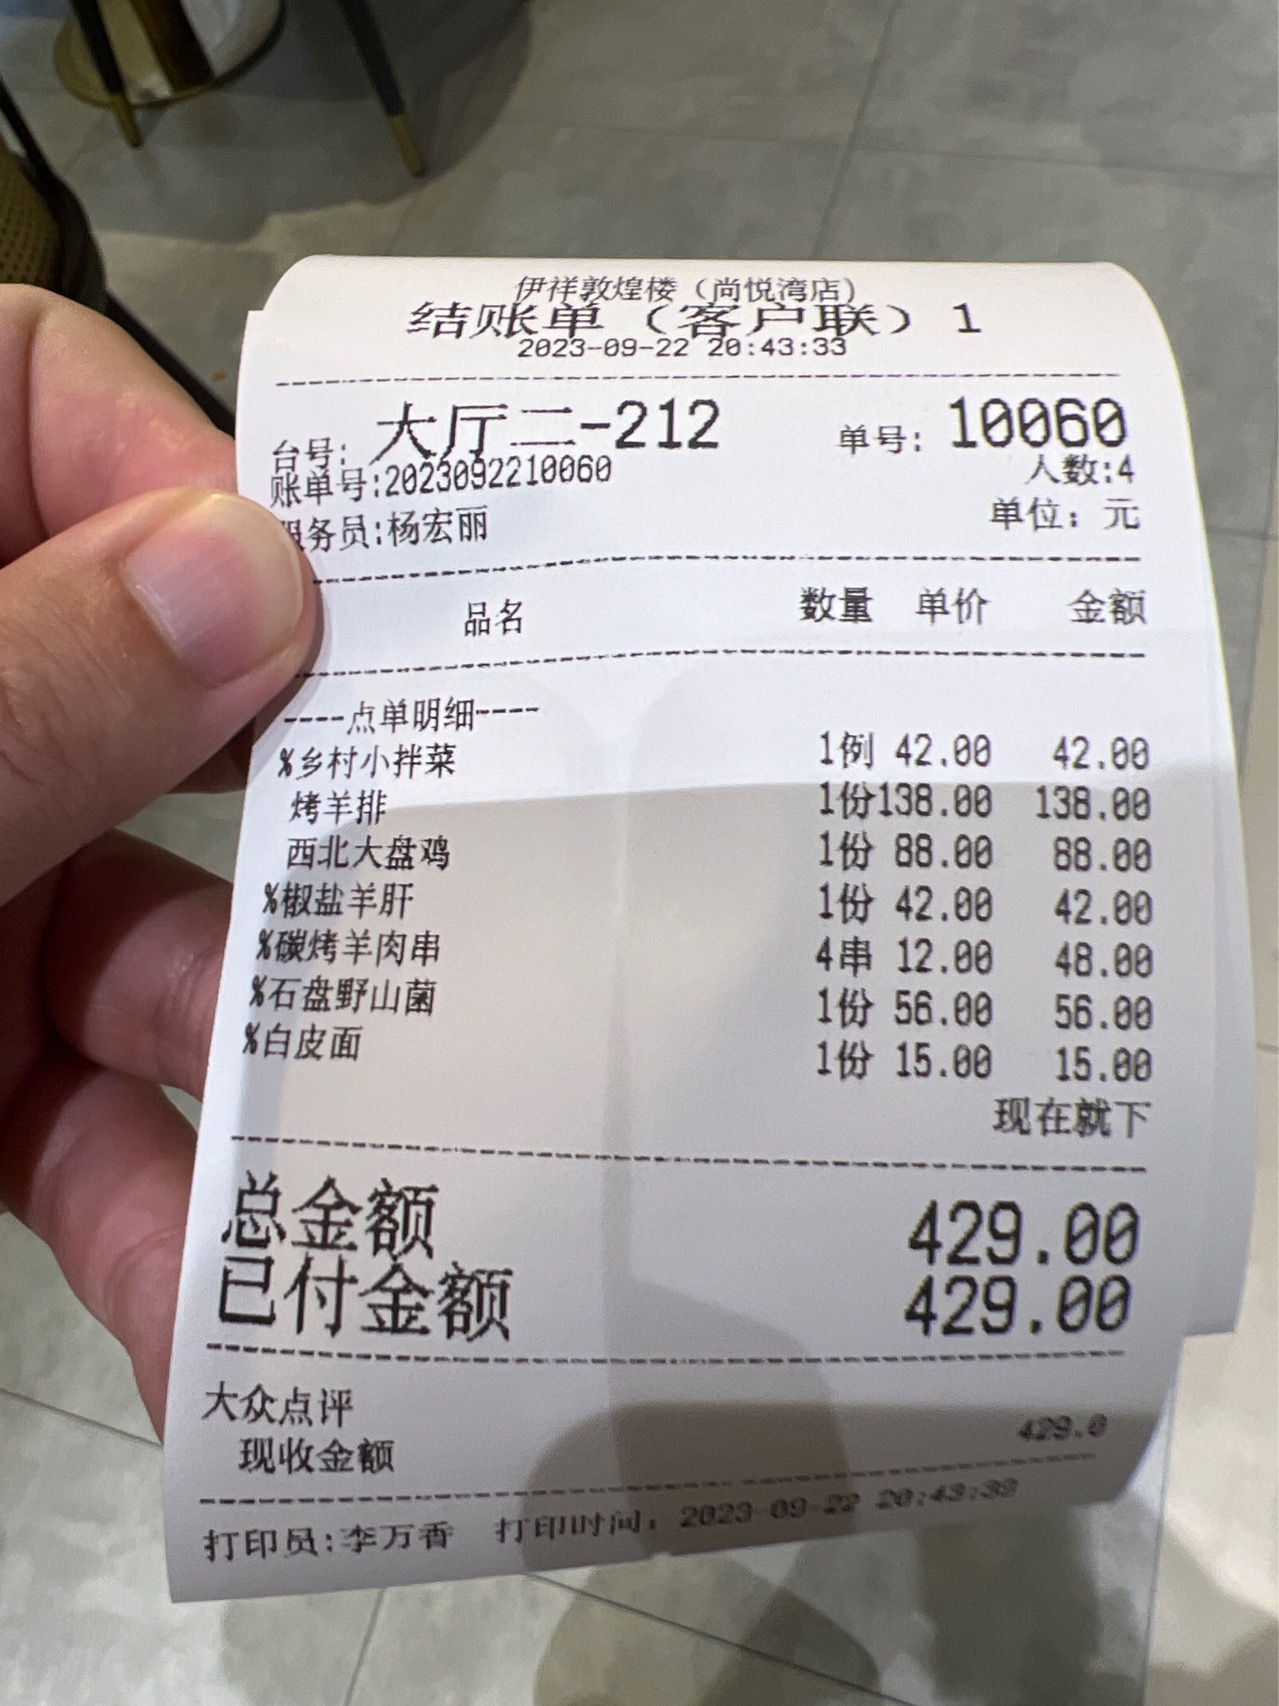 伊祥敦煌楼（尚悦湾店）
结账单（客户联）1
2023-09-22 20:43:33
台号: 大厅二-212 单号: 10060
账单号:2023092210060 人数:4
服务员:杨宏丽 单位: 元
品名 数量 单价 金额
----点单明细----
%乡村小拌菜 1例 42.00 42.00
烤羊排 1份138.00 138.00
西北大盘鸡 1份 88.00 88.00
%椒盐羊肝 1份 42.00 42.00
%碳烤羊肉串 4串 12.00 48.00
%石盘野山菌 1份 56.00 56.00
%白皮面 1份 15.00 15.00
现在就下
总金额 429.00
已付金额 429.00
大众点评
现收金额 429.0
打印员:李万香 打印时间: 2023-09-22 20:43:39